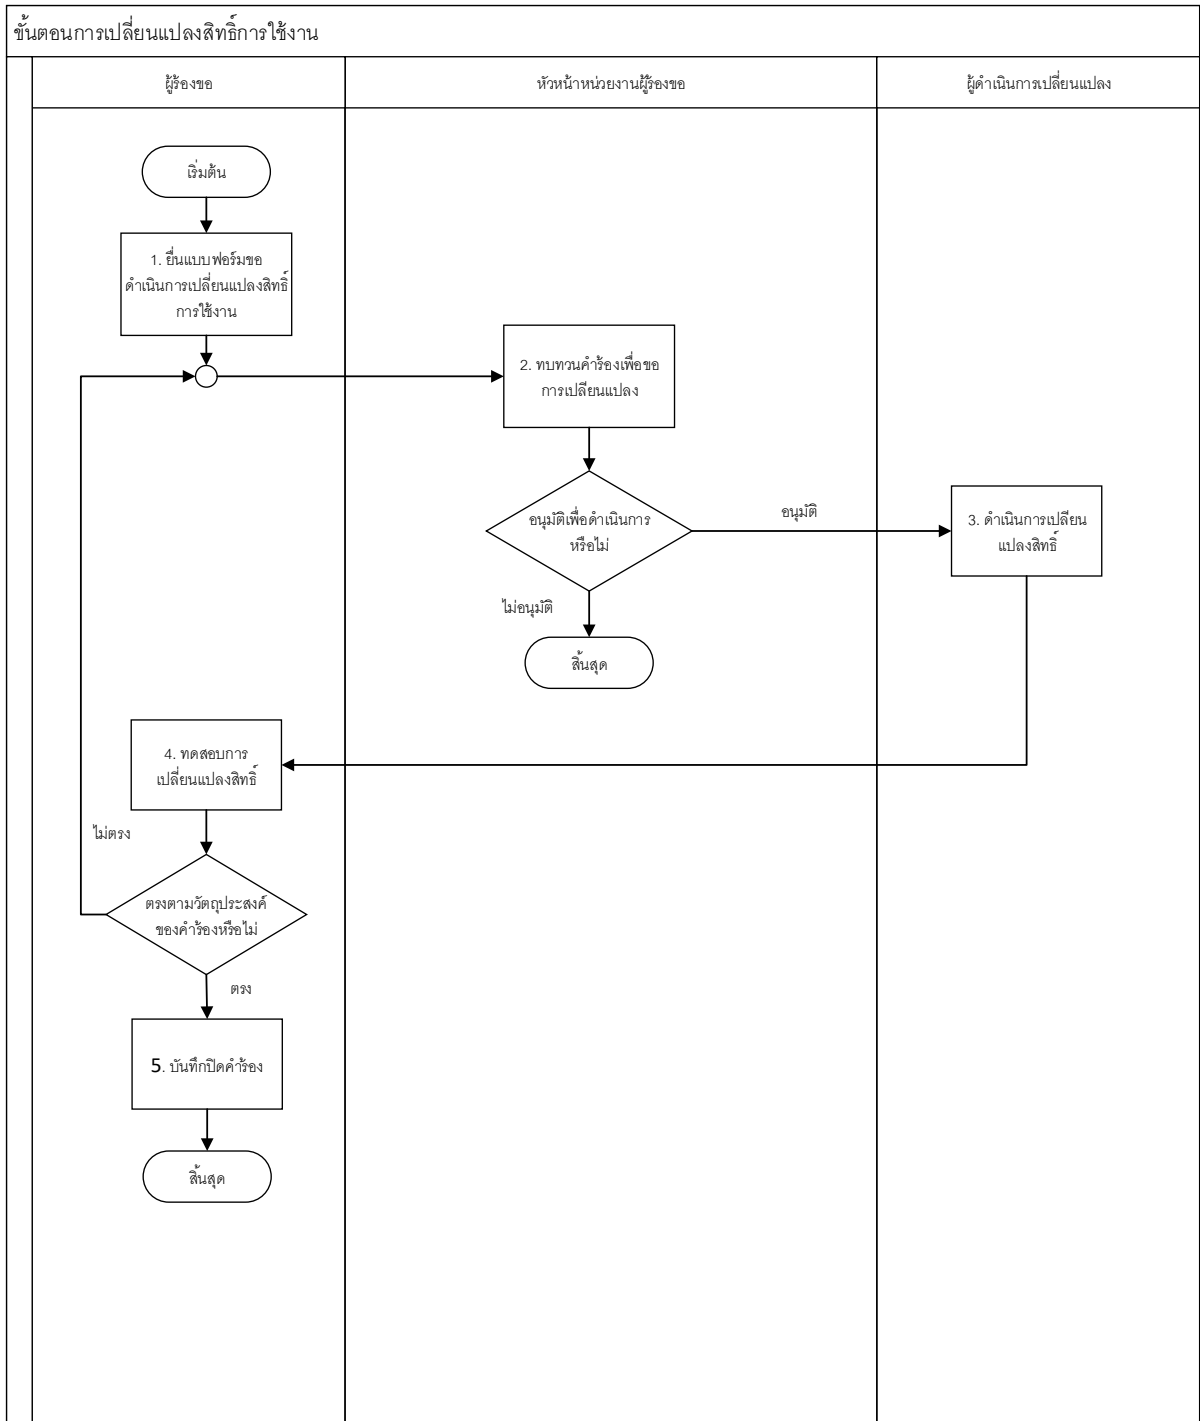 ขั้นตอนการเปลี่ยนแปลงสิทธิ์การใช้งาน
ผู้ร้องขอ
หัวหน้าหน่วยงานผู้ร้องขอ
ผู้ดำเนินการเปลี่ยนแปลง
เริ่มต้น
1. ยื่นแบบฟอร์มขอ
ดำเนินการเปลี่ยนแปลงสิทธิ์
การใช้งาน
2. ทบทวนคำร้องเพื่อขอ
การเปลียนแปลง
อนุมัติเพื่อดำเนินการ
หรือไม่
อนุมัติ
3. ดำเนินการเปลียน
แปลงสิทธิ์
ไม่อนุมัติ
สิ้นสุด
4. ทดสอบการ
เปลี่ยนแปลงสิทธิ์
ไม่ตรง
ตรงตามวัตถุประสงค์
ของคำร้องหรือไม่
ตรง
5. บันทึกปิดคำร้อง
สิ้นสุด